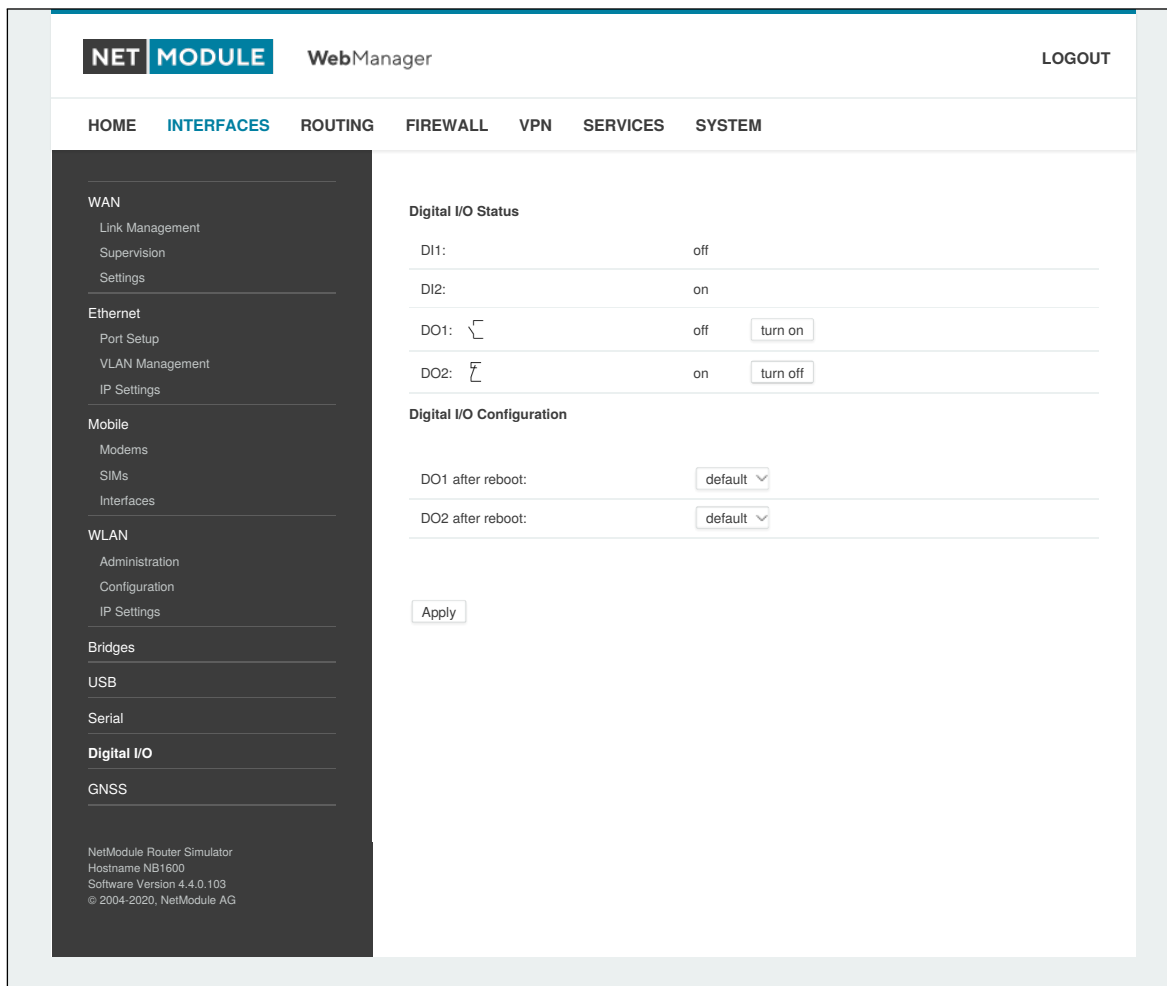 NET MODULE WebManager LOGOUT
HOME INTERFACES ROUTING FIREWALL VPN SERVICES SYSTEM
WAN
Link Management
Supervision
Settings
Ethernet
Port Setup
VLAN Management
IP Settings
Mobile
Modems
SIMs
Interfaces
WLAN
Administration
Configuration
IP Settings
Bridges
USB
Serial
Digital I/O
GNSS
NetModule Router Simulator
Hostname NB1600
Software Version 4.4.0.103
© 2004-2020, NetModule AG
Digital I/O Status
DI1: off
DI2: on
DO1: off turn on
DO2: on turn off
Digital I/O Configuration
DO1 after reboot: default
DO2 after reboot: default
Apply